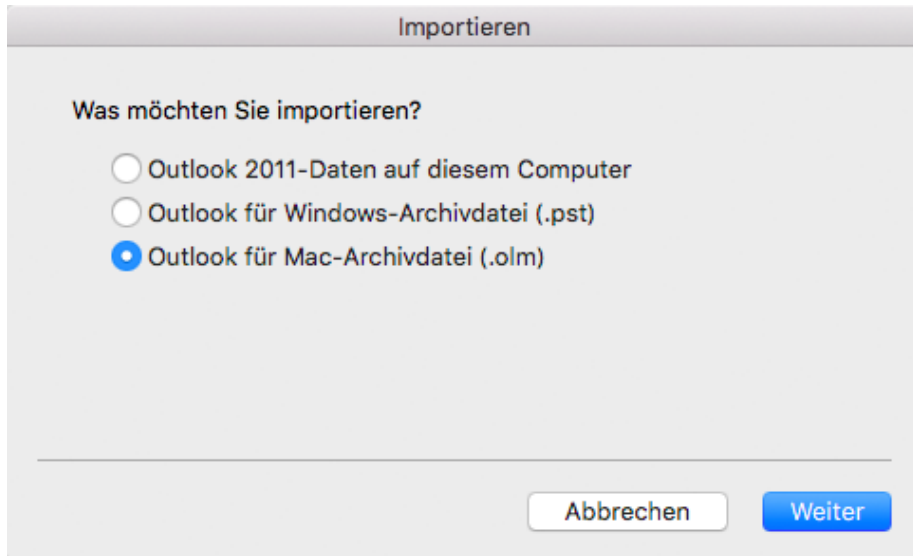 Importieren
Was möchten Sie importieren?
Outlook 2011-Daten auf diesem Computer
Outlook für Windows-Archivdatei (.pst)
Outlook für Mac-Archivdatei (.olm)
Abbrechen Weiter